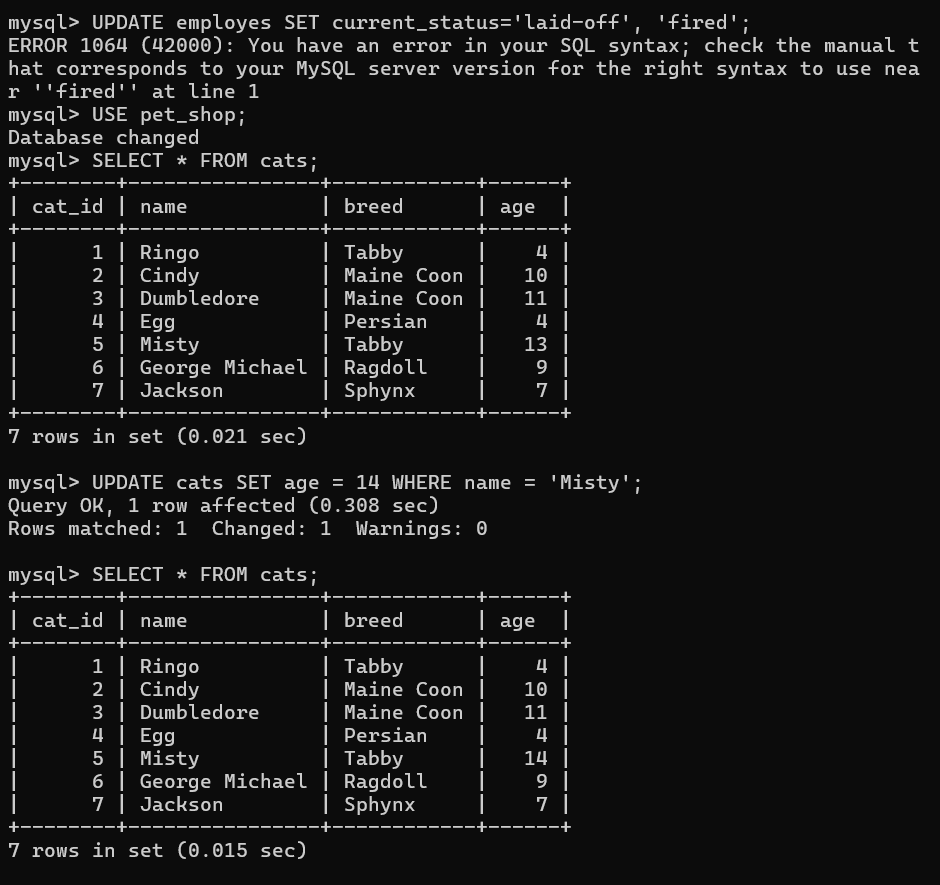 mysql> UPDATE employes SET current_status='laid-off', 'fired';
ERROR 1064 (42000): You have an error in your SQL syntax; check the manual t
hat corresponds to your MySQL server version for the right syntax to use nea
r ''fired'' at line 1
mysql> USE pet_shop;
Database changed
mysql> SELECT * FROM cats;
+--------+----------------+------------+------+
| cat_id | name           | breed      | age  |
+--------+----------------+------------+------+
|      1 | Ringo          | Tabby      |    4 |
|      2 | Cindy          | Maine Coon |   10 |
|      3 | Dumbledore     | Maine Coon |   11 |
|      4 | Egg            | Persian    |    4 |
|      5 | Misty          | Tabby      |   13 |
|      6 | George Michael | Ragdoll    |    9 |
|      7 | Jackson        | Sphynx     |    7 |
+--------+----------------+------------+------+
7 rows in set (0.021 sec)

mysql> UPDATE cats SET age = 14 WHERE name = 'Misty';
Query OK, 1 row affected (0.308 sec)
Rows matched: 1  Changed: 1  Warnings: 0

mysql> SELECT * FROM cats;
+--------+----------------+------------+------+
| cat_id | name           | breed      | age  |
+--------+----------------+------------+------+
|      1 | Ringo          | Tabby      |    4 |
|      2 | Cindy          | Maine Coon |   10 |
|      3 | Dumbledore     | Maine Coon |   11 |
|      4 | Egg            | Persian    |    4 |
|      5 | Misty          | Tabby      |   14 |
|      6 | George Michael | Ragdoll    |    9 |
|      7 | Jackson        | Sphynx     |    7 |
+--------+----------------+------------+------+
7 rows in set (0.015 sec)